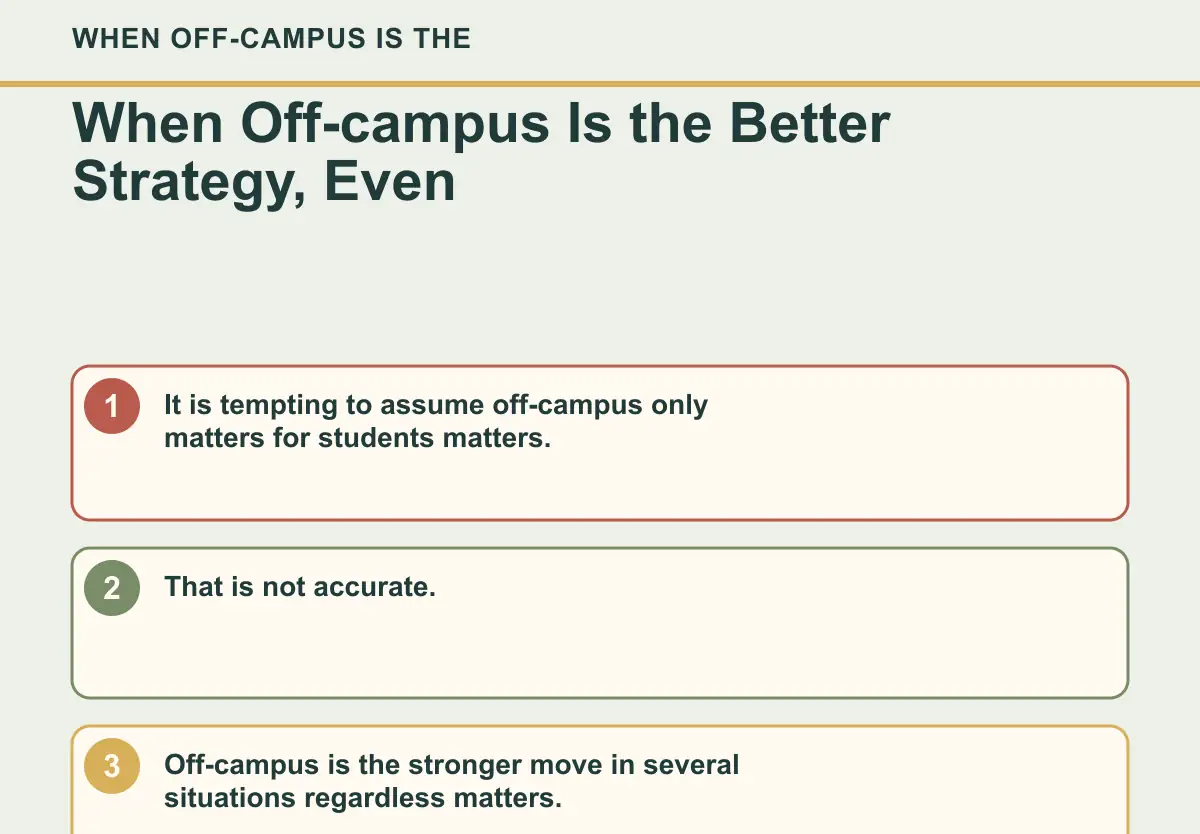 WHEN OFF-CAMPUS IS THE
When Off-campus Is the Better
Strategy, Even
1
It is tempting to assume off-campus only
matters for students matters.
2
That is not accurate.
3
Off-campus is the stronger move in several
situations regardless matters.